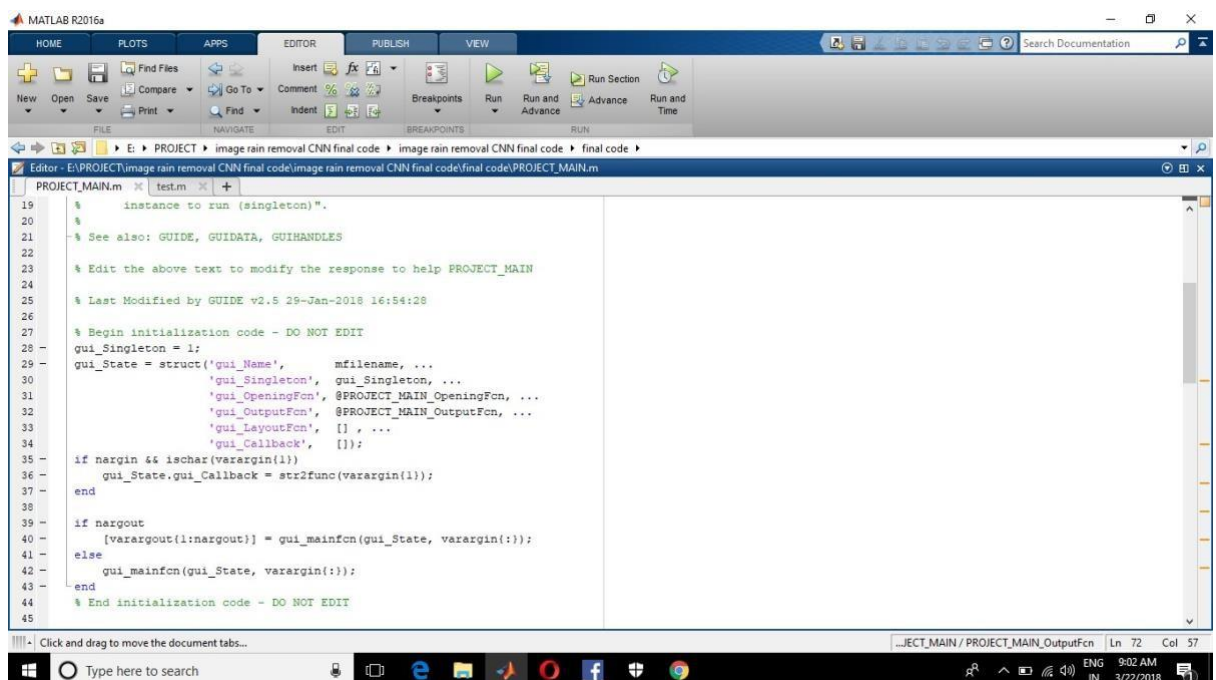 MATLAB R2016a
HOME PLOTS APPS EDITOR PUBLISH VIEW
Search Documentation
New Open Save Find Files Compare Print
Go To Find
Insert fx
Comment %
Indent
Breakpoints
Run Run and Advance Run Section Advance Run and Time
FILE NAVIGATE EDIT BREAKPOINTS RUN
E: PROJECT image rain removal CNN final code image rain removal CNN final code final code
Editor - E:\PROJECT\image rain removal CNN final code\image rain removal CNN final code\final code\PROJECT_MAIN.m
PROJECT_MAIN.m test.m +
19 % instance to run (singleton)".
20 %
21 % See also: GUIDE, GUIDATA, GUIHANDLES
22
23 % Edit the above text to modify the response to help PROJECT_MAIN
24
25 % Last Modified by GUIDE v2.5 29-Jan-2018 16:54:28
26
27 % Begin initialization code - DO NOT EDIT
28 - gui_Singleton = 1;
29 - gui_State = struct('gui_Name', mfilename, ...
30 'gui_Singleton', gui_Singleton, ...
31 'gui_OpeningFcn', @PROJECT_MAIN_OpeningFcn, ...
32 'gui_OutputFcn', @PROJECT_MAIN_OutputFcn, ...
33 'gui_LayoutFcn', [] , ...
34 'gui_Callback', []);
35 - if nargin && ischar(varargin{1})
36 - gui_State.gui_Callback = str2func(varargin{1});
37 - end
38
39 - if nargout
40 - [varargout{1:nargout}] = gui_mainfcn(gui_State, varargin{:});
41 - else
42 - gui_mainfcn(gui_State, varargin{:});
43 - end
44 % End initialization code - DO NOT EDIT
45
Click and drag to move the document tabs...
...JECT_MAIN / PROJECT_MAIN_OutputFcn Ln 72 Col 57
Type here to search
ENG 9:02 AM
IN 3/22/2018